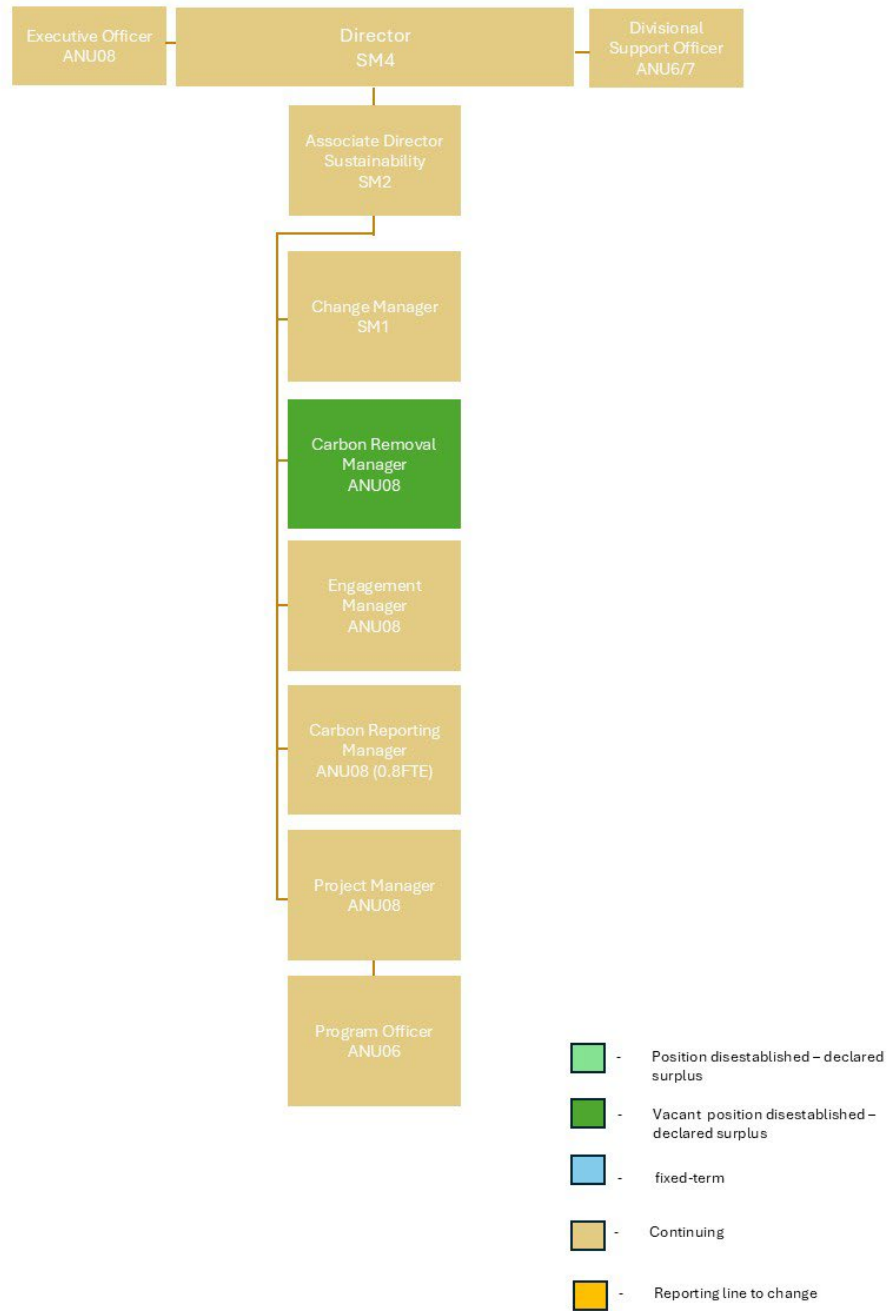 Executive Officer
ANU08
Director
SM4
Divisional
Support Officer
ANU6/7
Associate Director
Sustainability
SM2
Change Manager
SM1
Carbon Removal
Manager
ANU08
Engagement
Manager
ANU08
Carbon Reporting
Manager
ANU08 (0.8FTE)
Project Manager
ANU08
Program Officer
ANU06
- Position disestablished – declared
surplus
- Vacant position disestablished –
declared surplus
- fixed-term
- Continuing
- Reporting line to change